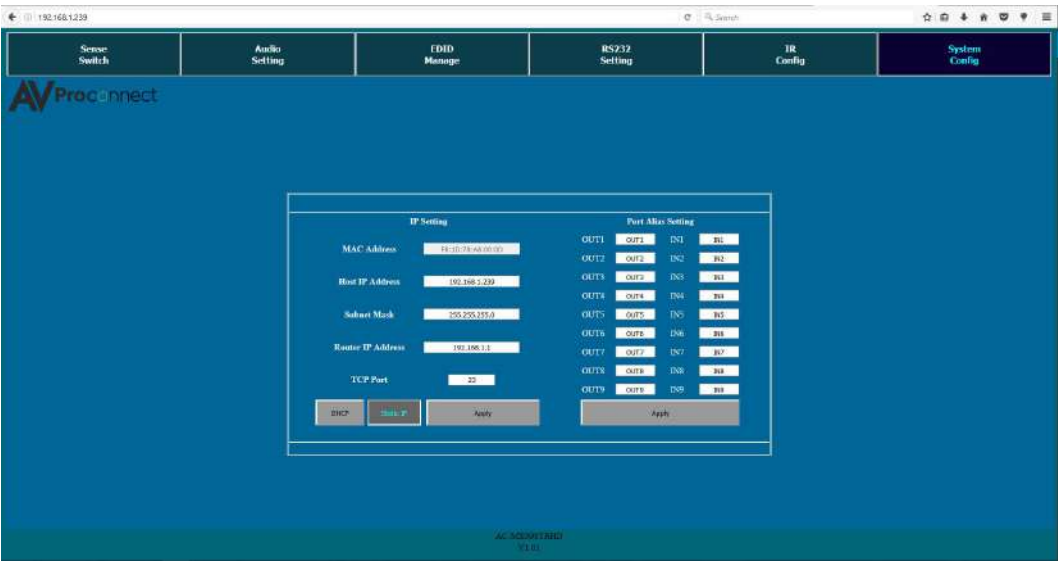 192.168.1.239
Search
Sense
Switch
Audio
Setting
EDID
Manage
RS232
Setting
IR
Config
System
Config
AVProconnect
IP Setting
MAC Address
Host IP Address 192.168.1.239
Subnet Mask 255.255.255.0
Router IP Address 192.168.1.1
TCP Port 23
DHCP Static IP Apply
Port Alias Setting
OUT1 OUT1 IN1 IN1
OUT2 OUT2 IN2 IN2
OUT3 OUT3 IN3 IN3
OUT4 OUT4 IN4 IN4
OUT5 OUT5 IN5 IN5
OUT6 OUT6 IN6 IN6
OUT7 OUT7 IN7 IN7
OUT8 OUT8 IN8 IN8
OUT9 OUT9 IN9 IN9
Apply